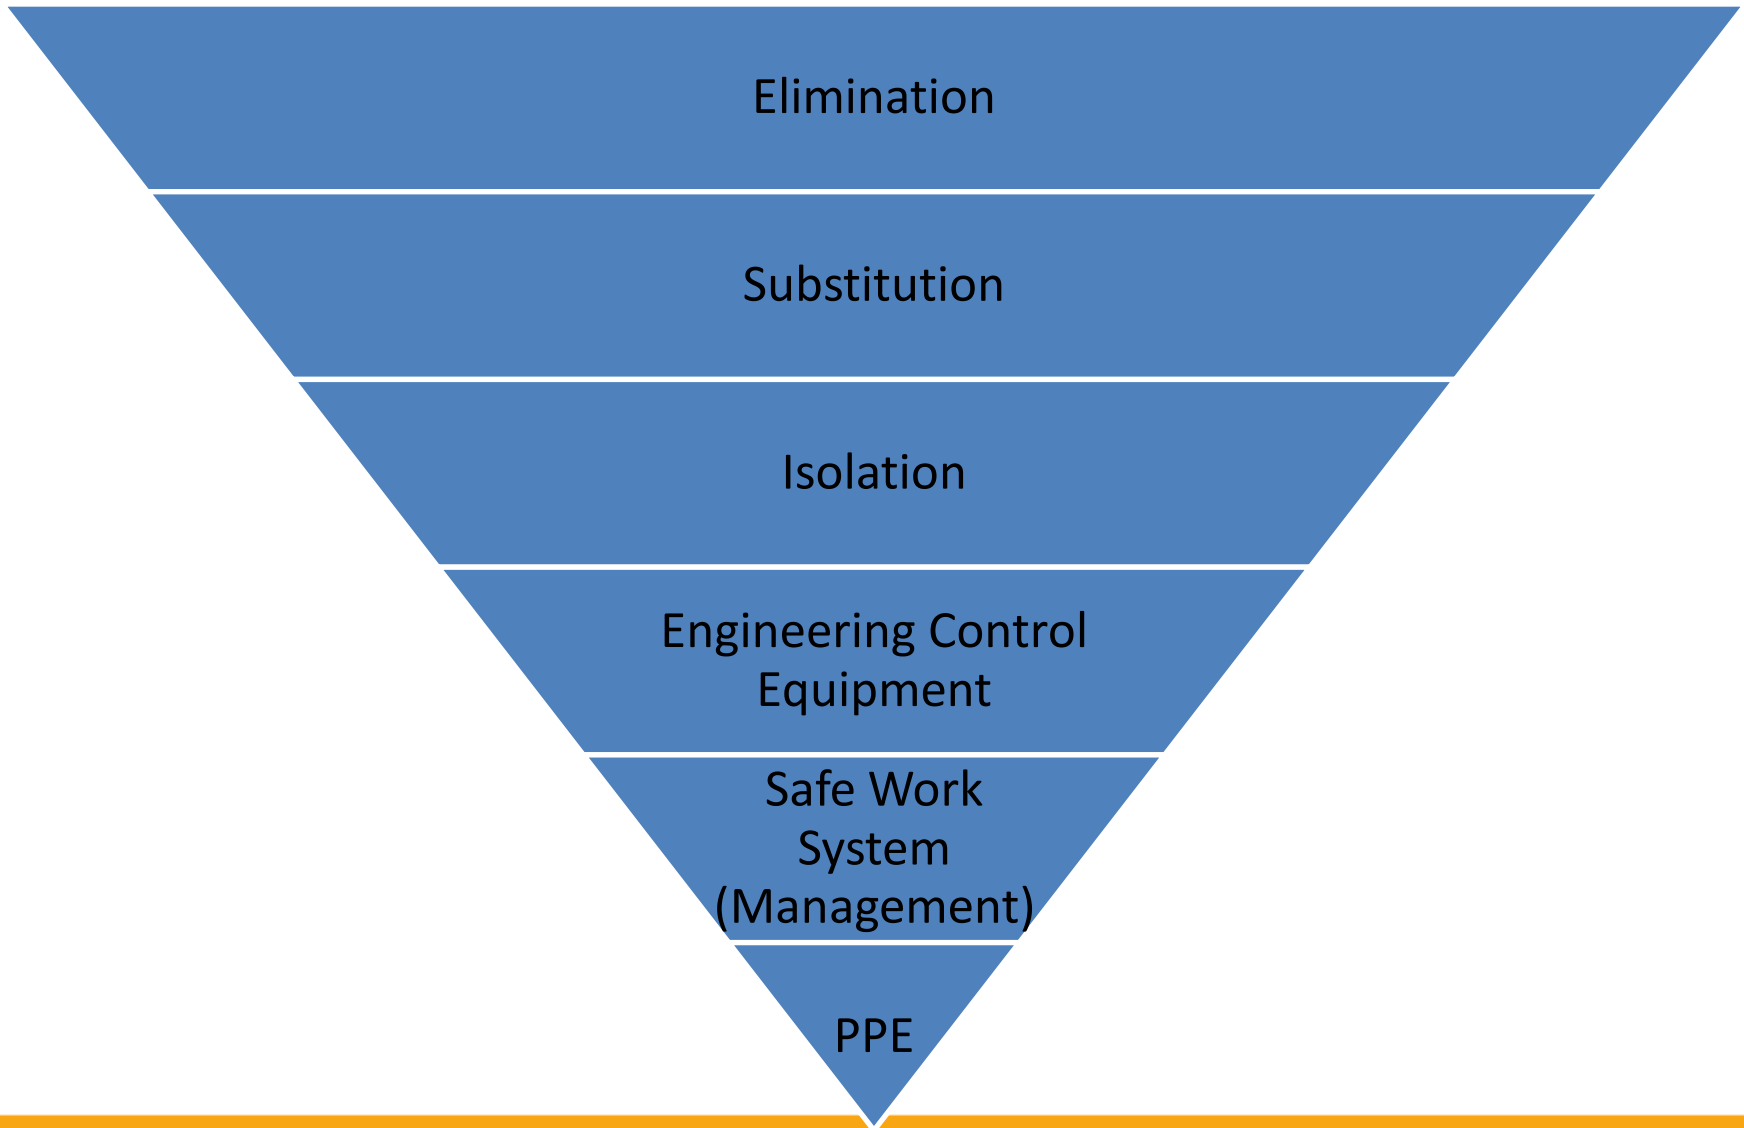 Elimination
Substitution
Isolation
Engineering Control
Equipment
Safe Work
System
(Management)
PPE